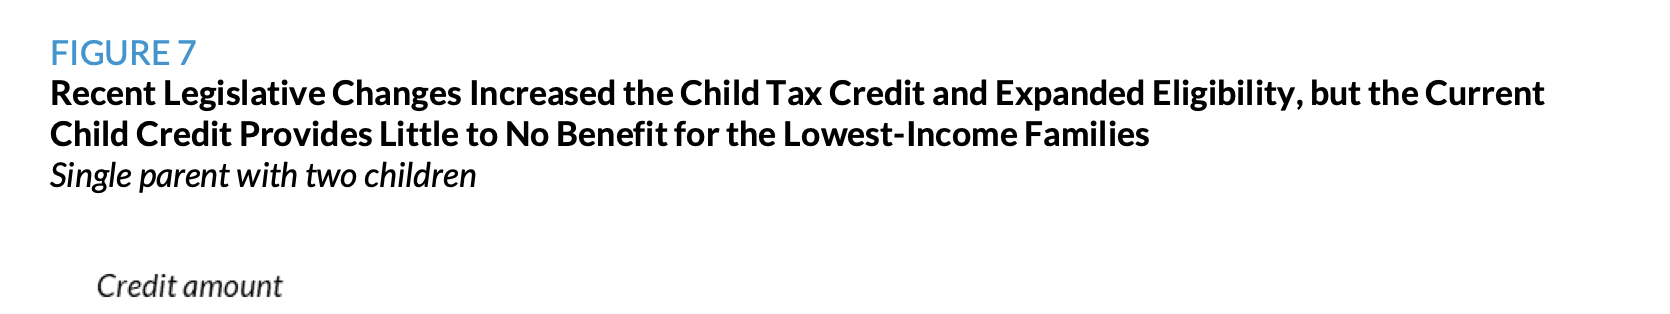 FIGURE 7
Recent Legislative Changes Increased the Child Tax Credit and Expanded Eligibility, but the Current
Child Credit Provides Little to No Benefit for the Lowest-Income Families
Single parent with two children
Credit amount